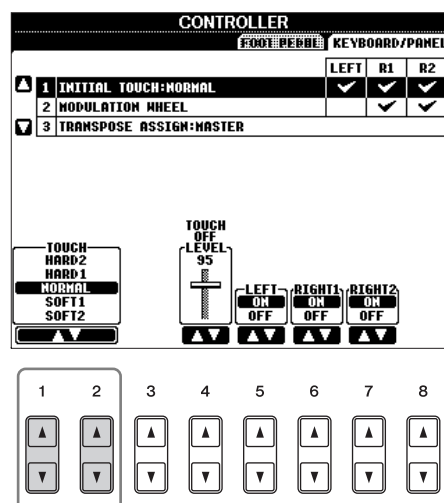 CONTROLLER
FOOT PEDAL KEYBOARD/PANEL
LEFT R1 R2
1 INITIAL TOUCH:NORMAL
2 MODULATION WHEEL
3 TRANSPOSE ASSIGN:MASTER
TOUCH
OFF
LEVEL
95
TOUCH
HARD2
HARD1
NORMAL
SOFT1
SOFT2
LEFT RIGHT1 RIGHT2
ON ON ON
OFF OFF OFF
1 2 3 4 5 6 7 8